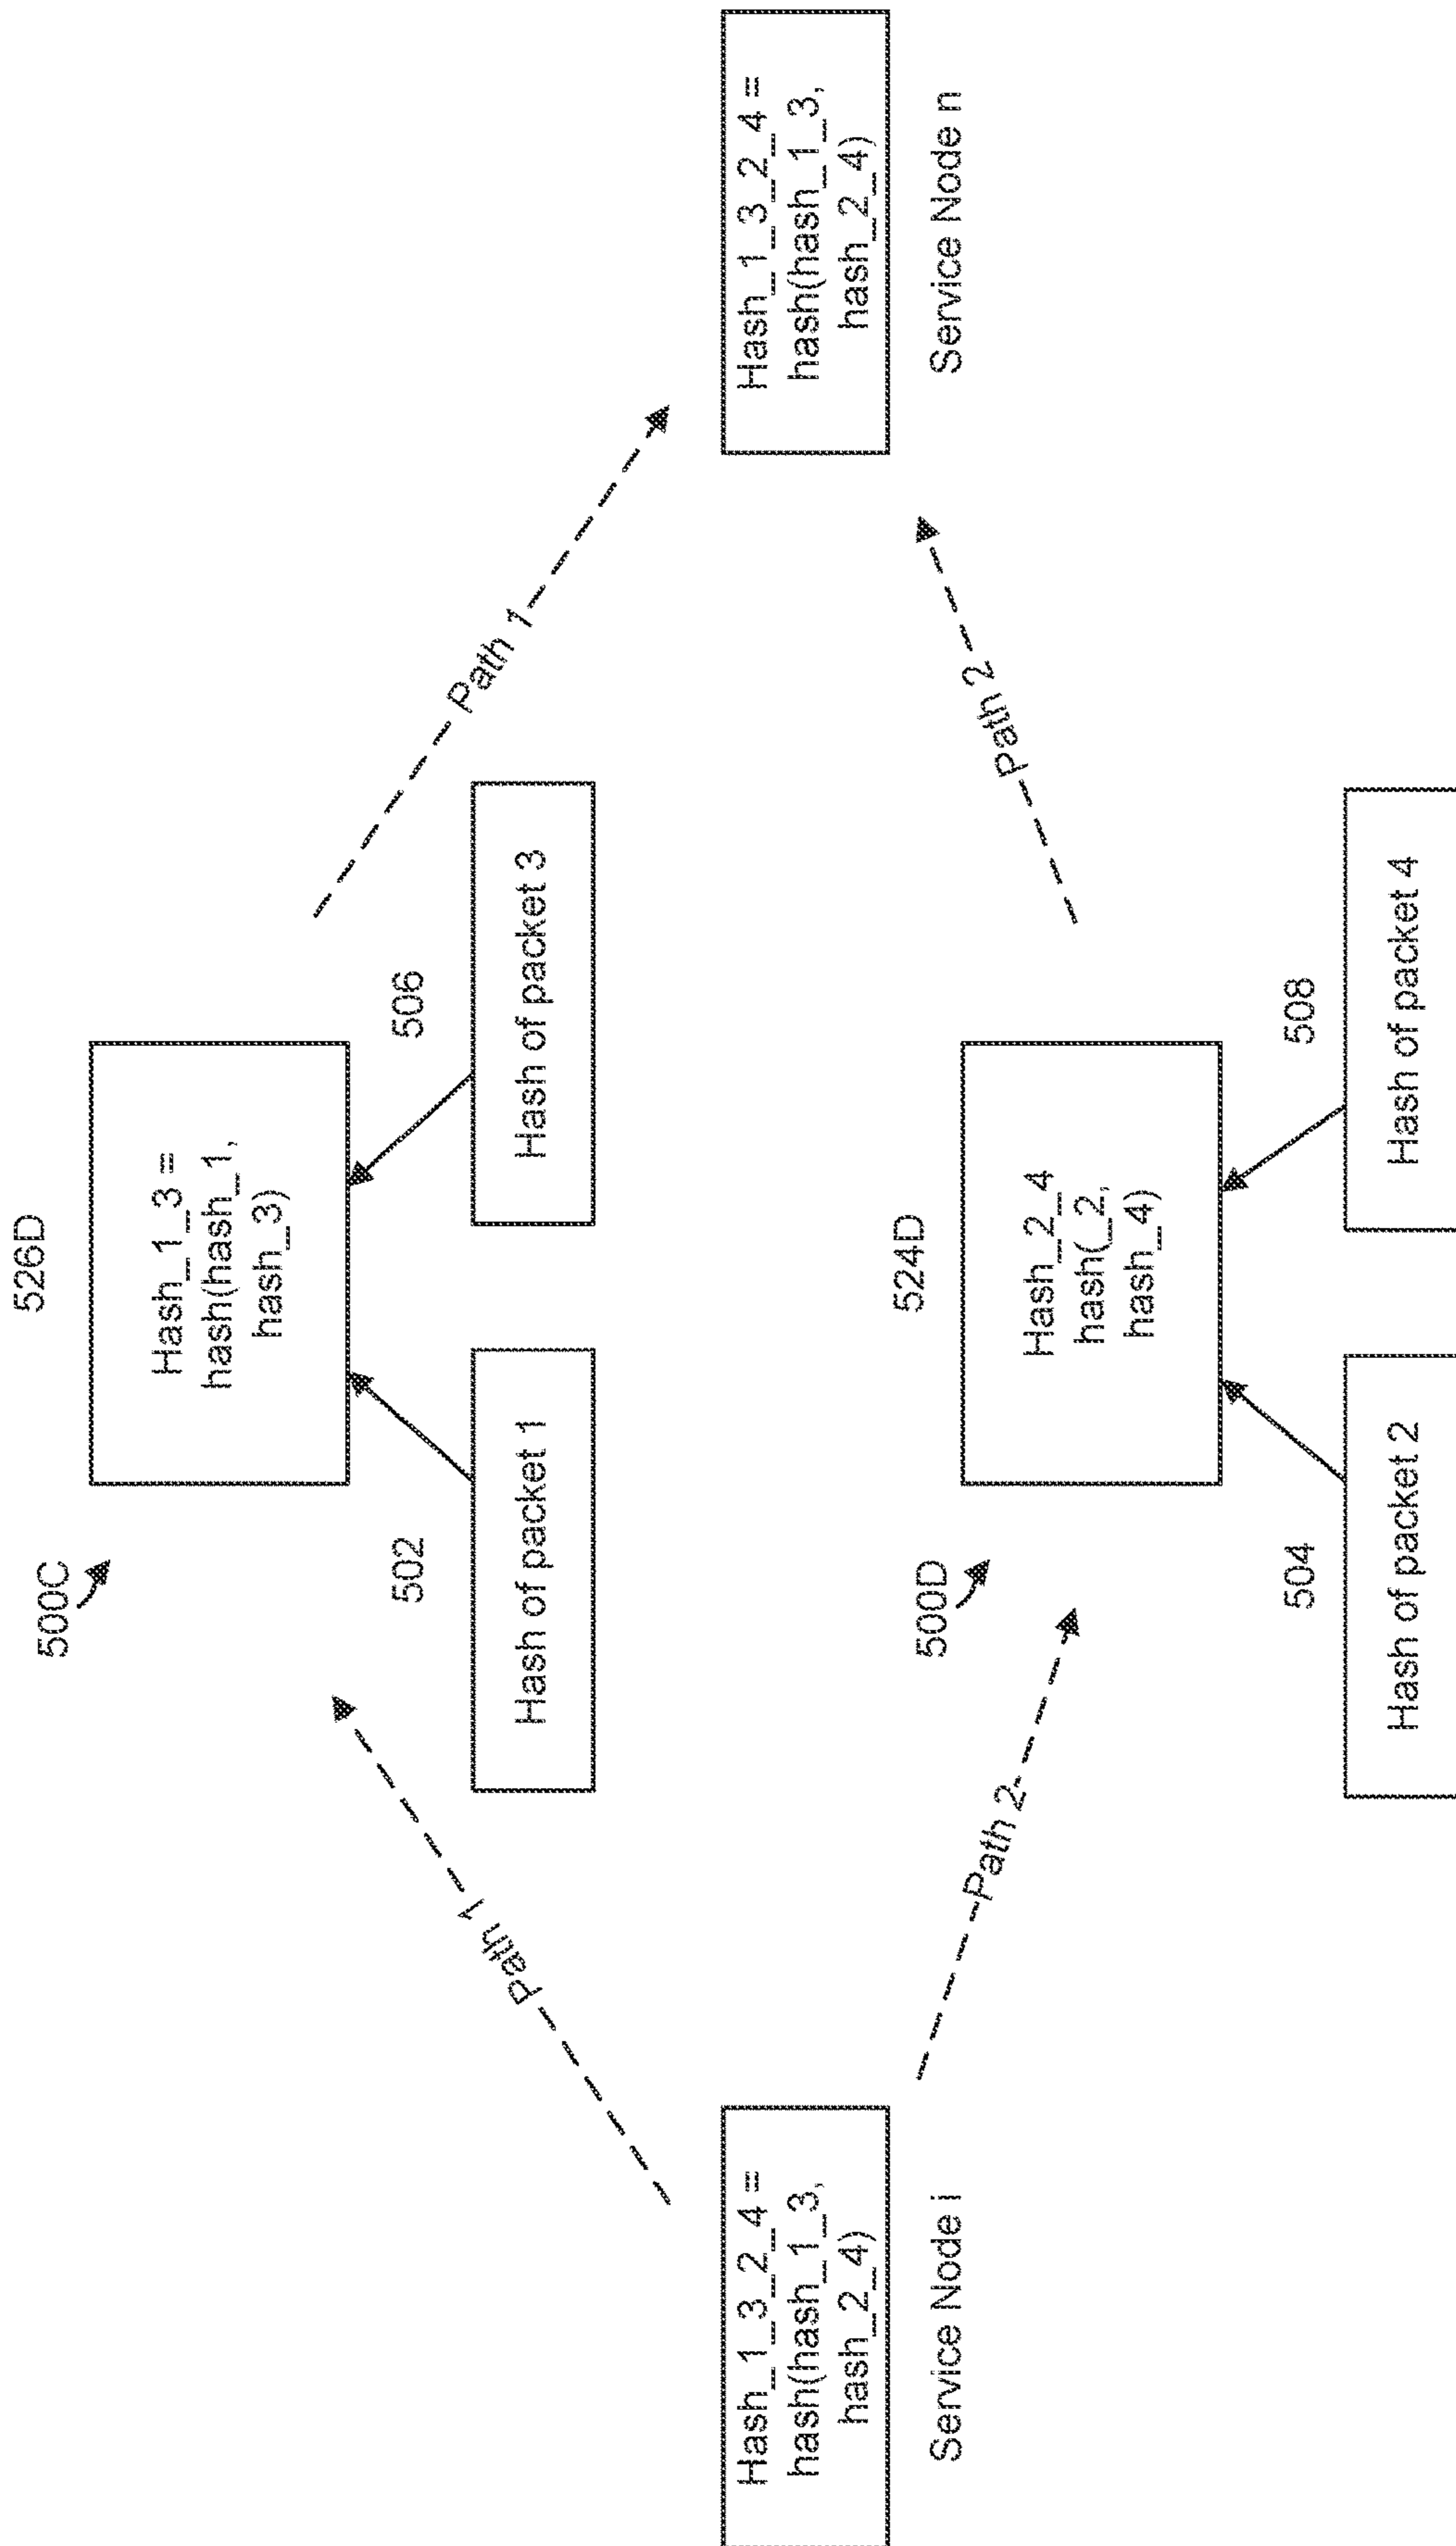 526D
500C
Hash_1_3 =
hash(hash_1,
hash_3)
502
506
Hash of packet 1
Hash of packet 3
Path 1
Path 1
Hash_1_3_2_4 =
hash(hash_1_3,
hash_2_4)
Service Node i
Hash_1_3_2_4 =
hash(hash_1_3,
hash_2_4)
Service Node n
Path 2
Path 2
524D
500D
Hash_2_4
hash(_2,
hash_4)
504
508
Hash of packet 2
Hash of packet 4